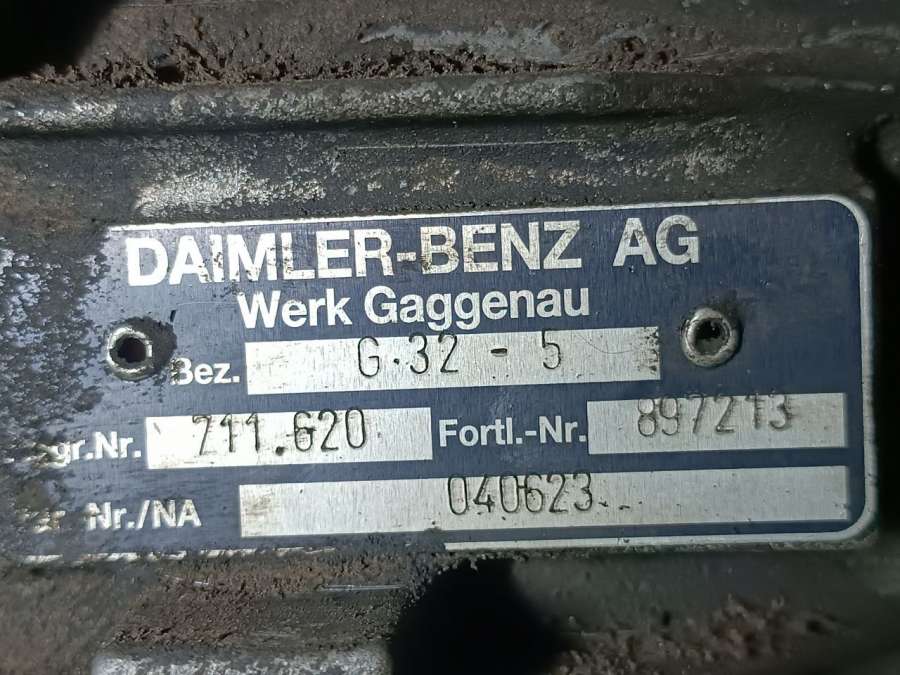 DAIMLER-BENZ AG
Werk Gaggenau
Bez. G.32 - 5
gr.Nr. 711.620 Fortl.-Nr. 897213
Nr./NA 040623